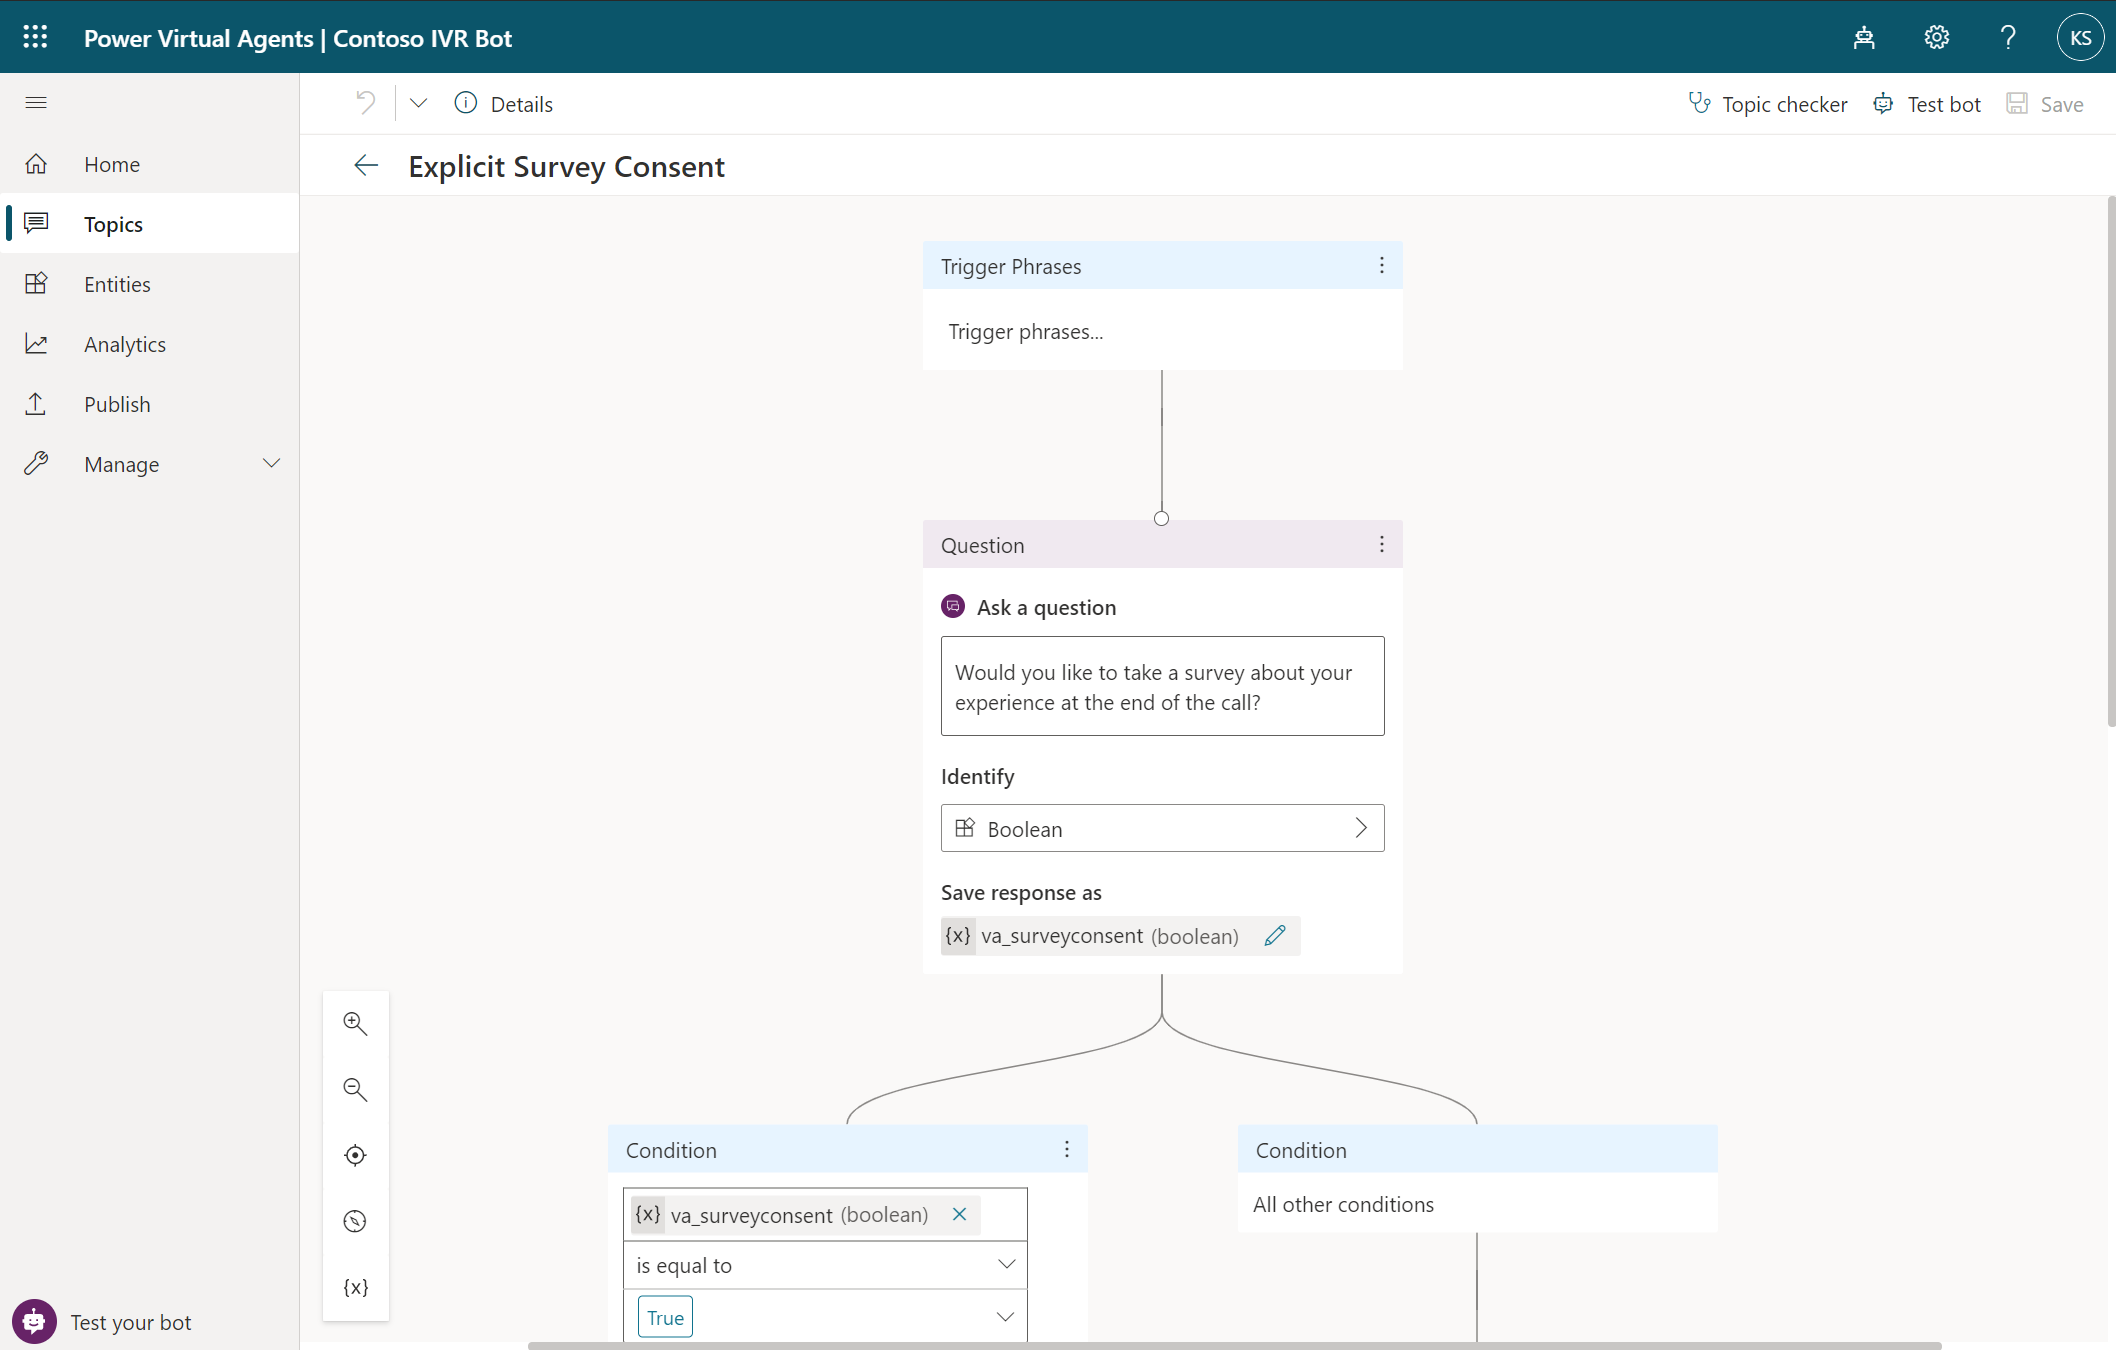 Power Virtual Agents | Contoso IVR Bot
KS
Details
Topic checker
Test bot
Save
Home
Topics
Entities
Analytics
Publish
Manage
Explicit Survey Consent
Trigger Phrases
Trigger phrases...
Question
Ask a question
Would you like to take a survey about your
experience at the end of the call?
Identify
Boolean
Save response as
{x} va_surveyconsent (boolean)
Condition
{x} va_surveyconsent (boolean)
is equal to
True
Condition
All other conditions
{x}
Test your bot